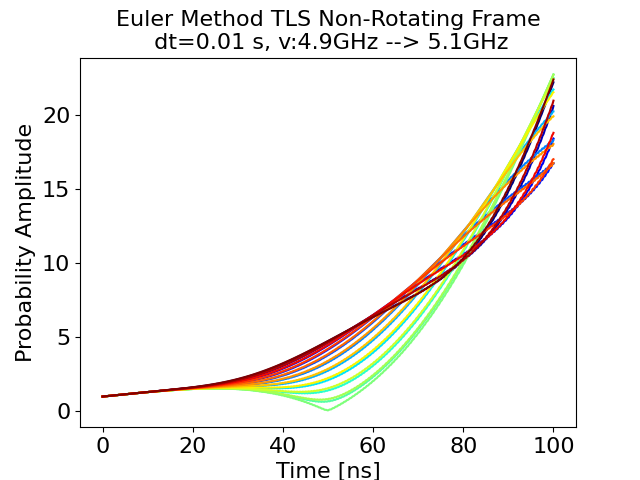 Euler Method TLS Non-Rotating Frame
dt=0.01 s, v:4.9GHz --> 5.1GHz
Probability Amplitude
20
15
10
5
0
0 20 40 60 80 100
Time [ns]